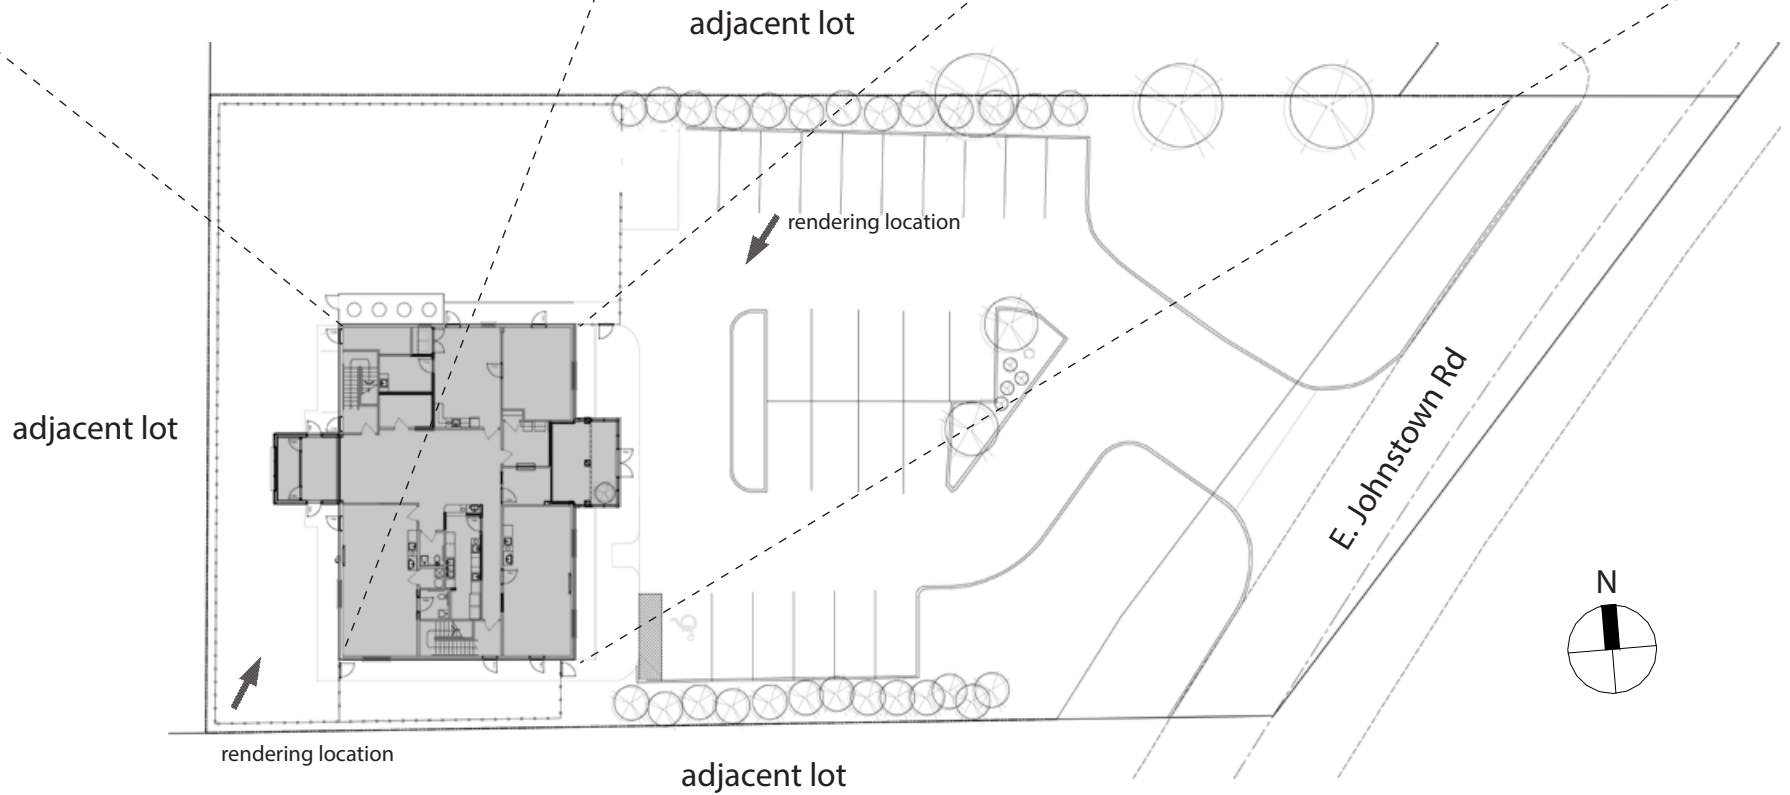 adjacent lot
rendering location
adjacent lot
E. Johnstown Rd
N
rendering location
adjacent lot